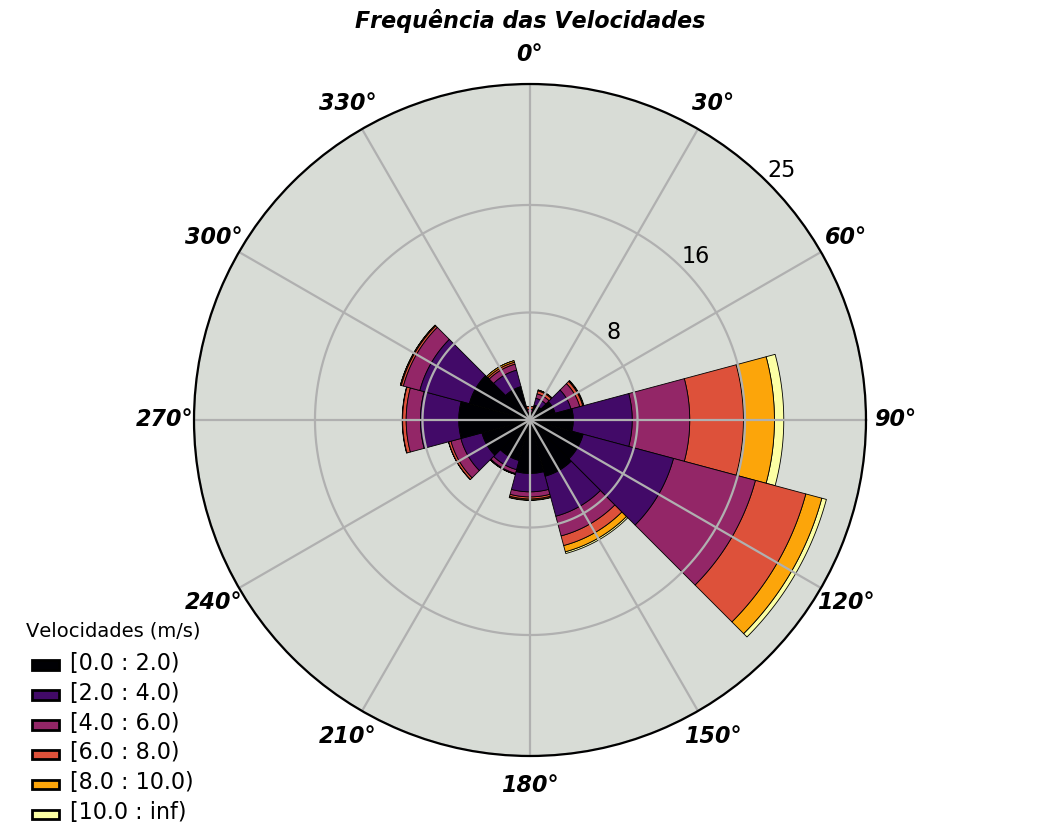 Frequência das Velocidades
0°
330°
30°
25
300°
60°
16
8
270°
90°
240°
120°
210°
150°
180°
Velocidades (m/s)
[0.0 : 2.0)
[2.0 : 4.0)
[4.0 : 6.0)
[6.0 : 8.0)
[8.0 : 10.0)
[10.0 : inf)